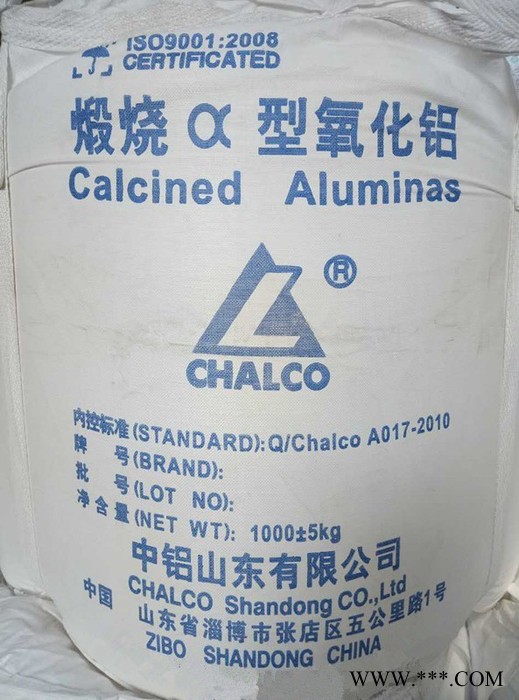 ISO9001:2008
CERTIFICATED
煅烧α型氧化铝
Calcined Aluminas
®
CHALCO
内控标准(STANDARD):Q/Chalco A017-2010
牌 号(BRAND):
批 号(LOT NO):
净含量(NET WT): 1000±5kg
中铝山东有限公司
CHALCO Shandong CO.,Ltd
中国 山东省淄博市张店区五公里路1号
ZIBO SHANDONG CHINA
WWW.***.COM